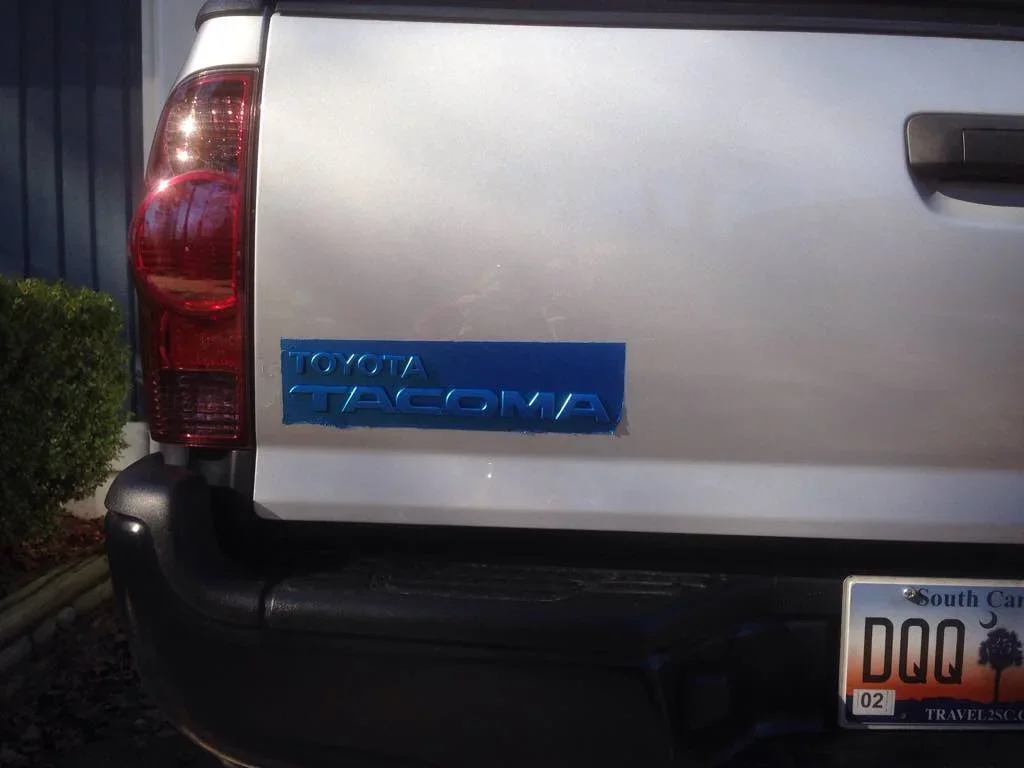 TOYOTA
TACOMA
South Car
DQQ
02
TRAVEL2SC.C